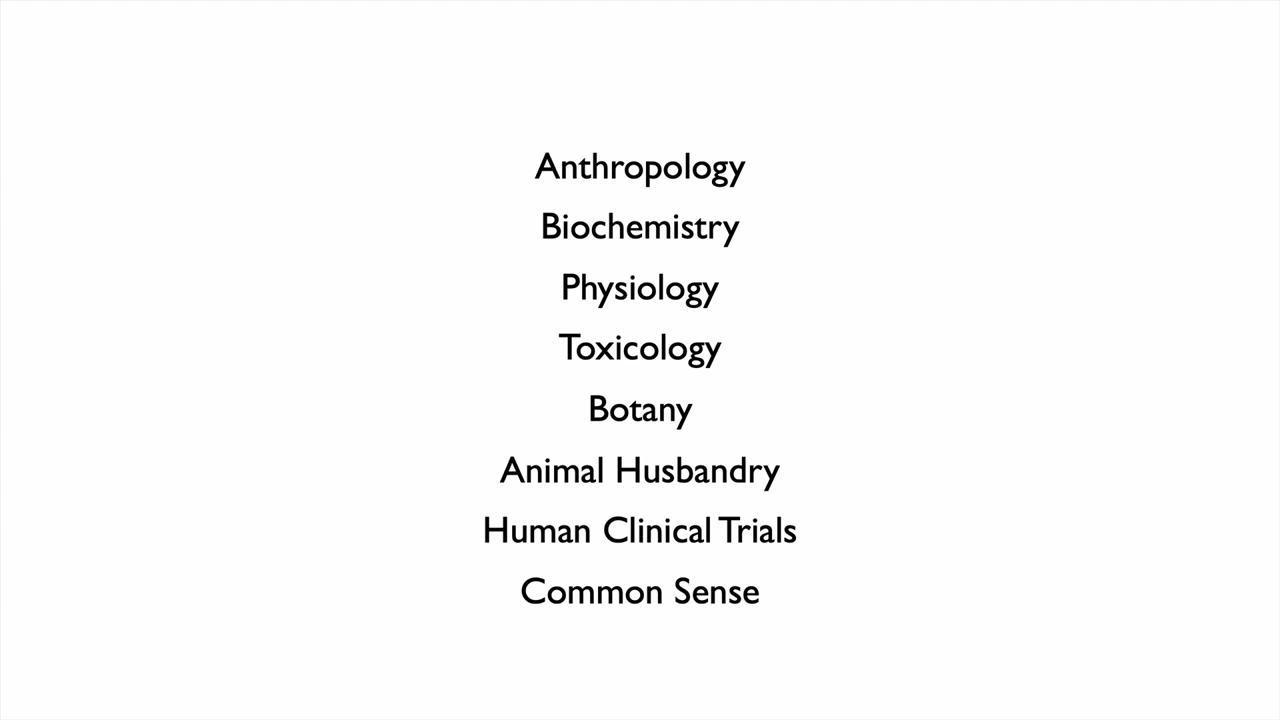 Anthropology
Biochemistry
Physiology
Toxicology
Botany
Animal Husbandry
Human Clinical Trials
Common Sense